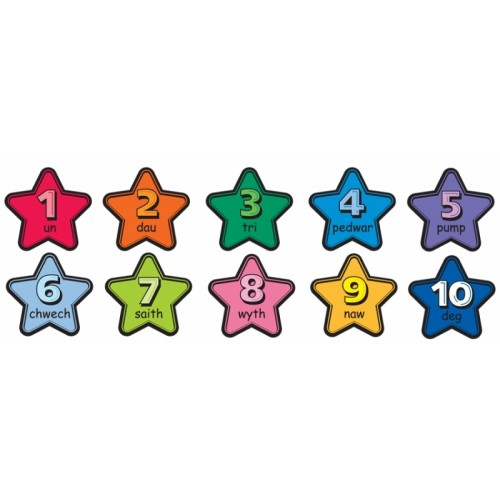 1
un
2
dau
3
tri
4
pedwar
5
pump
6
chwech
7
saith
8
wyth
9
naw
10
deg